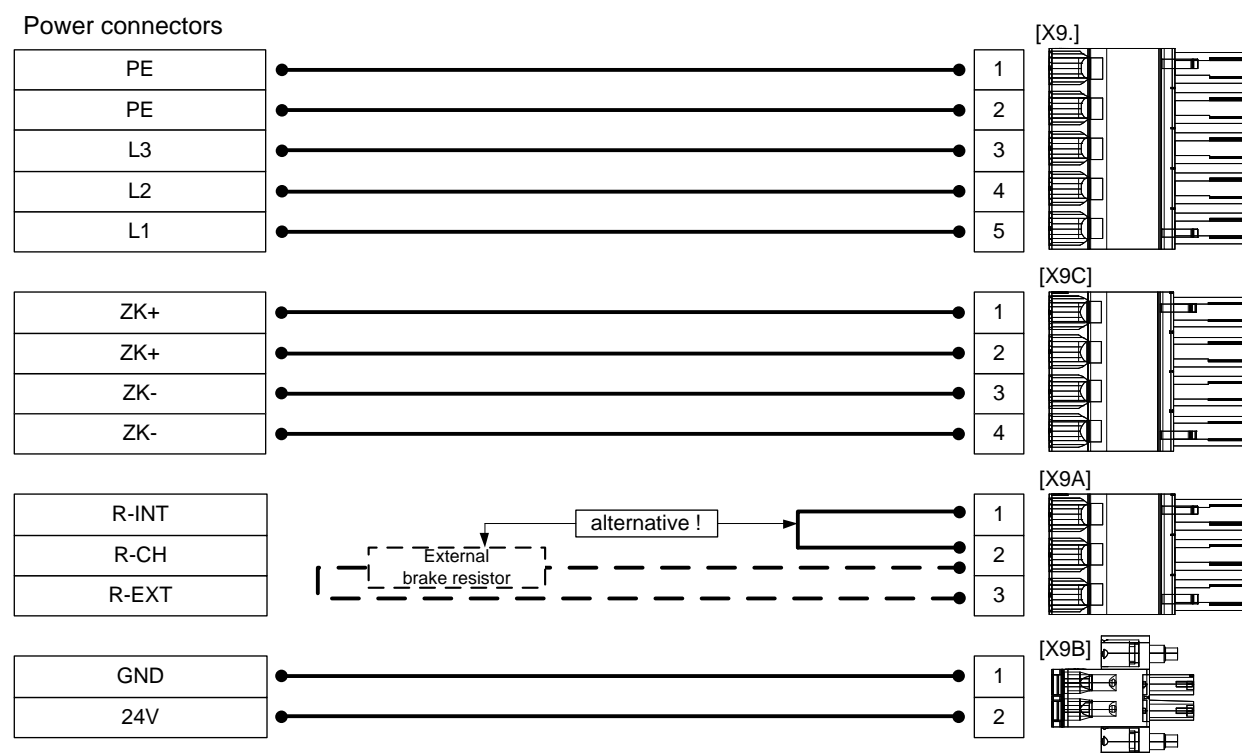 Power connectors
[X9.]
PE 1
PE 2
L3 3
L2 4
L1 5
[X9C]
ZK+ 1
ZK+ 2
ZK- 3
ZK- 4
[X9A]
R-INT alternative ! 1
R-CH External 2
brake resistor
R-EXT 3
[X9B]
GND 1
24V 2